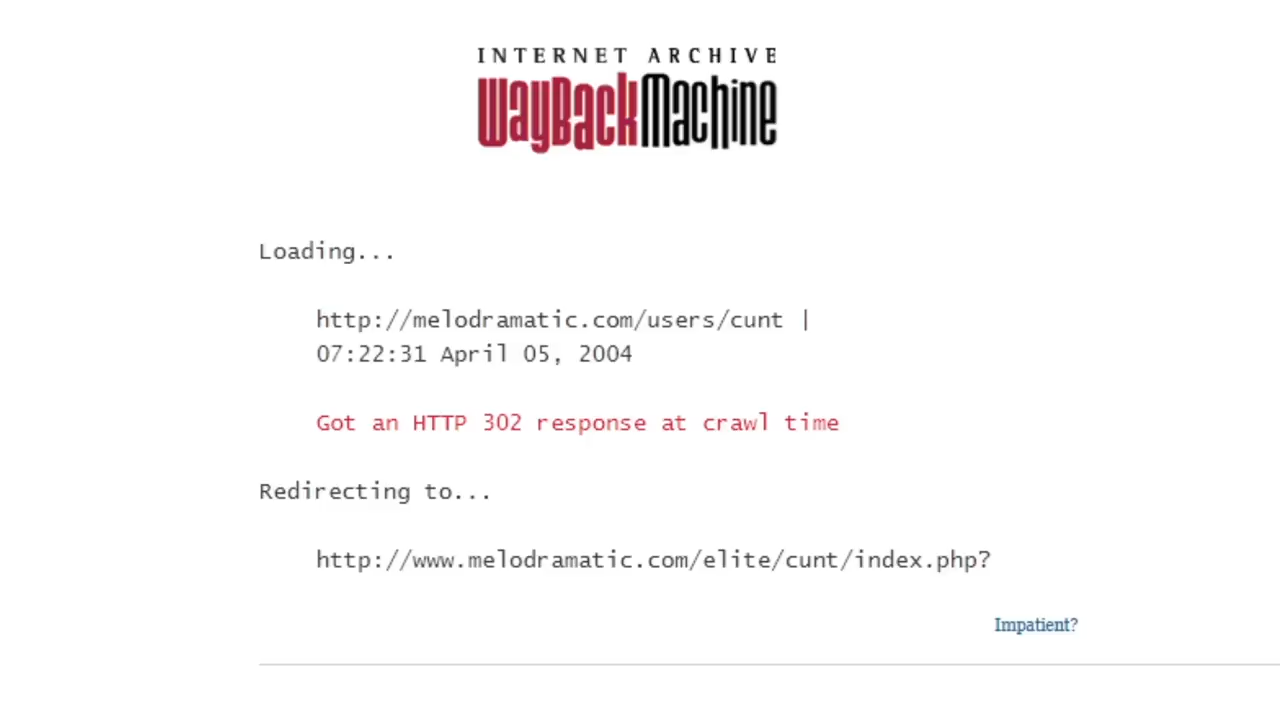 INTERNET ARCHIVE
WayBackMachine
Loading...
http://melodramatic.com/users/cunt |
07:22:31 April 05, 2004
Got an HTTP 302 response at crawl time
Redirecting to...
http://www.melodramatic.com/elite/cunt/index.php?
Impatient?